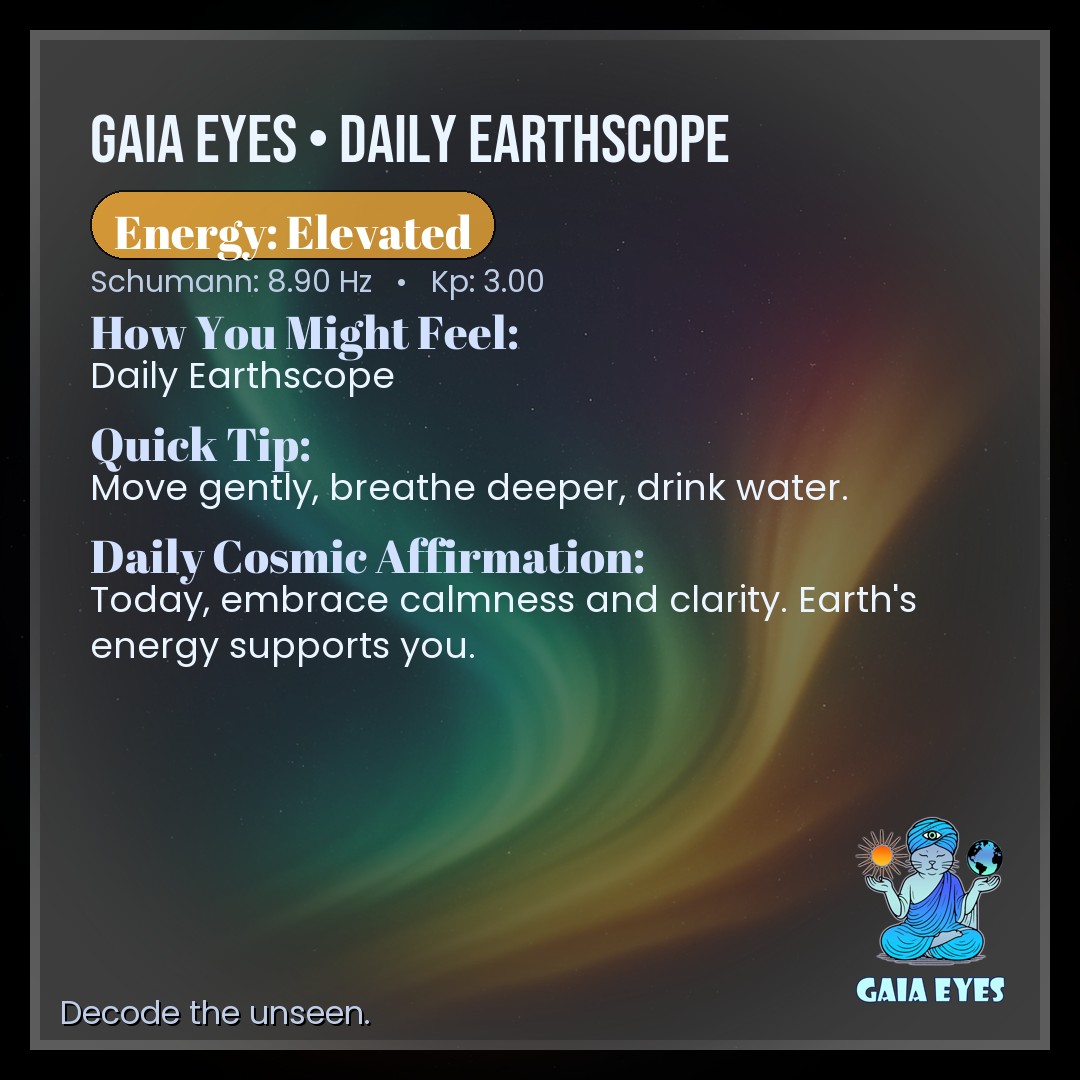 GAIA EYES • DAILY EARTHSCOPE
Energy: Elevated
Schumann: 8.90 Hz • Kp: 3.00
How You Might Feel:
Daily Earthscope
Quick Tip:
Move gently, breathe deeper, drink water.
Daily Cosmic Affirmation:
Today, embrace calmness and clarity. Earth's
energy supports you.
GAIA EYES
Decode the unseen.